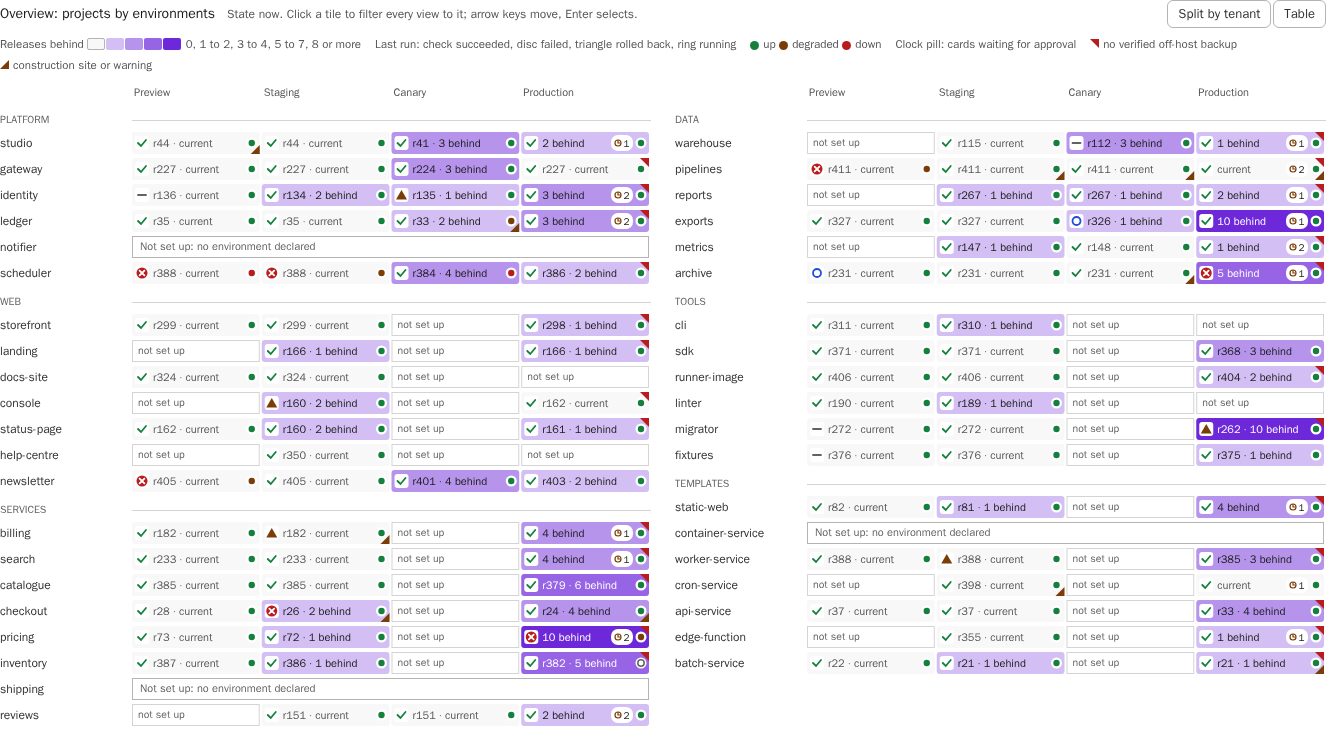 Overview: projects by environments State now. Click a tile to filter every view to it; arrow keys move, Enter selects. Split by tenant Table
Releases behind 0, 1 to 2, 3 to 4, 5 to 7, 8 or more Last run: check succeeded, disc failed, triangle rolled back, ring running up degraded down Clock pill: cards waiting for approval no verified off-host backup
construction site or warning
Preview Staging Canary Production
PLATFORM
studio r44 · current r44 · current r41 · 3 behind 2 behind 1
gateway r227 · current r227 · current r224 · 3 behind r227 · current
identity r136 · current r134 · 2 behind r135 · 1 behind 3 behind 2
ledger r35 · current r35 · current r33 · 2 behind 3 behind 2
notifier Not set up: no environment declared
scheduler r388 · current r388 · current r384 · 4 behind r386 · 2 behind
WEB
storefront r299 · current r299 · current not set up r298 · 1 behind
landing not set up r166 · 1 behind not set up r166 · 1 behind
docs-site r324 · current r324 · current not set up not set up
console not set up r160 · 2 behind not set up r162 · current
status-page r162 · current r160 · 2 behind not set up r161 · 1 behind
help-centre not set up r350 · current not set up not set up
newsletter r405 · current r405 · current r401 · 4 behind r403 · 2 behind
SERVICES
billing r182 · current r182 · current not set up 4 behind 1
search r233 · current r233 · current not set up 4 behind 1
catalogue r385 · current r385 · current not set up r379 · 6 behind
checkout r28 · current r26 · 2 behind not set up r24 · 4 behind
pricing r73 · current r72 · 1 behind not set up 10 behind 2
inventory r387 · current r386 · 1 behind not set up r382 · 5 behind
shipping Not set up: no environment declared
reviews not set up r151 · current r151 · current 2 behind 2
Preview Staging Canary Production
DATA
warehouse not set up r115 · current r112 · 3 behind 1 behind 1
pipelines r411 · current r411 · current r411 · current current 2
reports not set up r267 · 1 behind r267 · 1 behind 2 behind 1
exports r327 · current r327 · current r326 · 1 behind 10 behind 1
metrics not set up r147 · 1 behind r148 · current 1 behind 2
archive r231 · current r231 · current r231 · current 5 behind 1
TOOLS
cli r311 · current r310 · 1 behind not set up not set up
sdk r371 · current r371 · current not set up r368 · 3 behind
runner-image r406 · current r406 · current not set up r404 · 2 behind
linter r190 · current r189 · 1 behind not set up not set up
migrator r272 · current r272 · current not set up r262 · 10 behind
fixtures r376 · current r376 · current not set up r375 · 1 behind
TEMPLATES
static-web r82 · current r81 · 1 behind not set up 4 behind 1
container-service Not set up: no environment declared
worker-service r388 · current r388 · current not set up r385 · 3 behind
cron-service not set up r398 · current not set up current 1
api-service r37 · current r37 · current not set up r33 · 4 behind
edge-function not set up r355 · current not set up 1 behind 1
batch-service r22 · current r21 · 1 behind not set up r21 · 1 behind